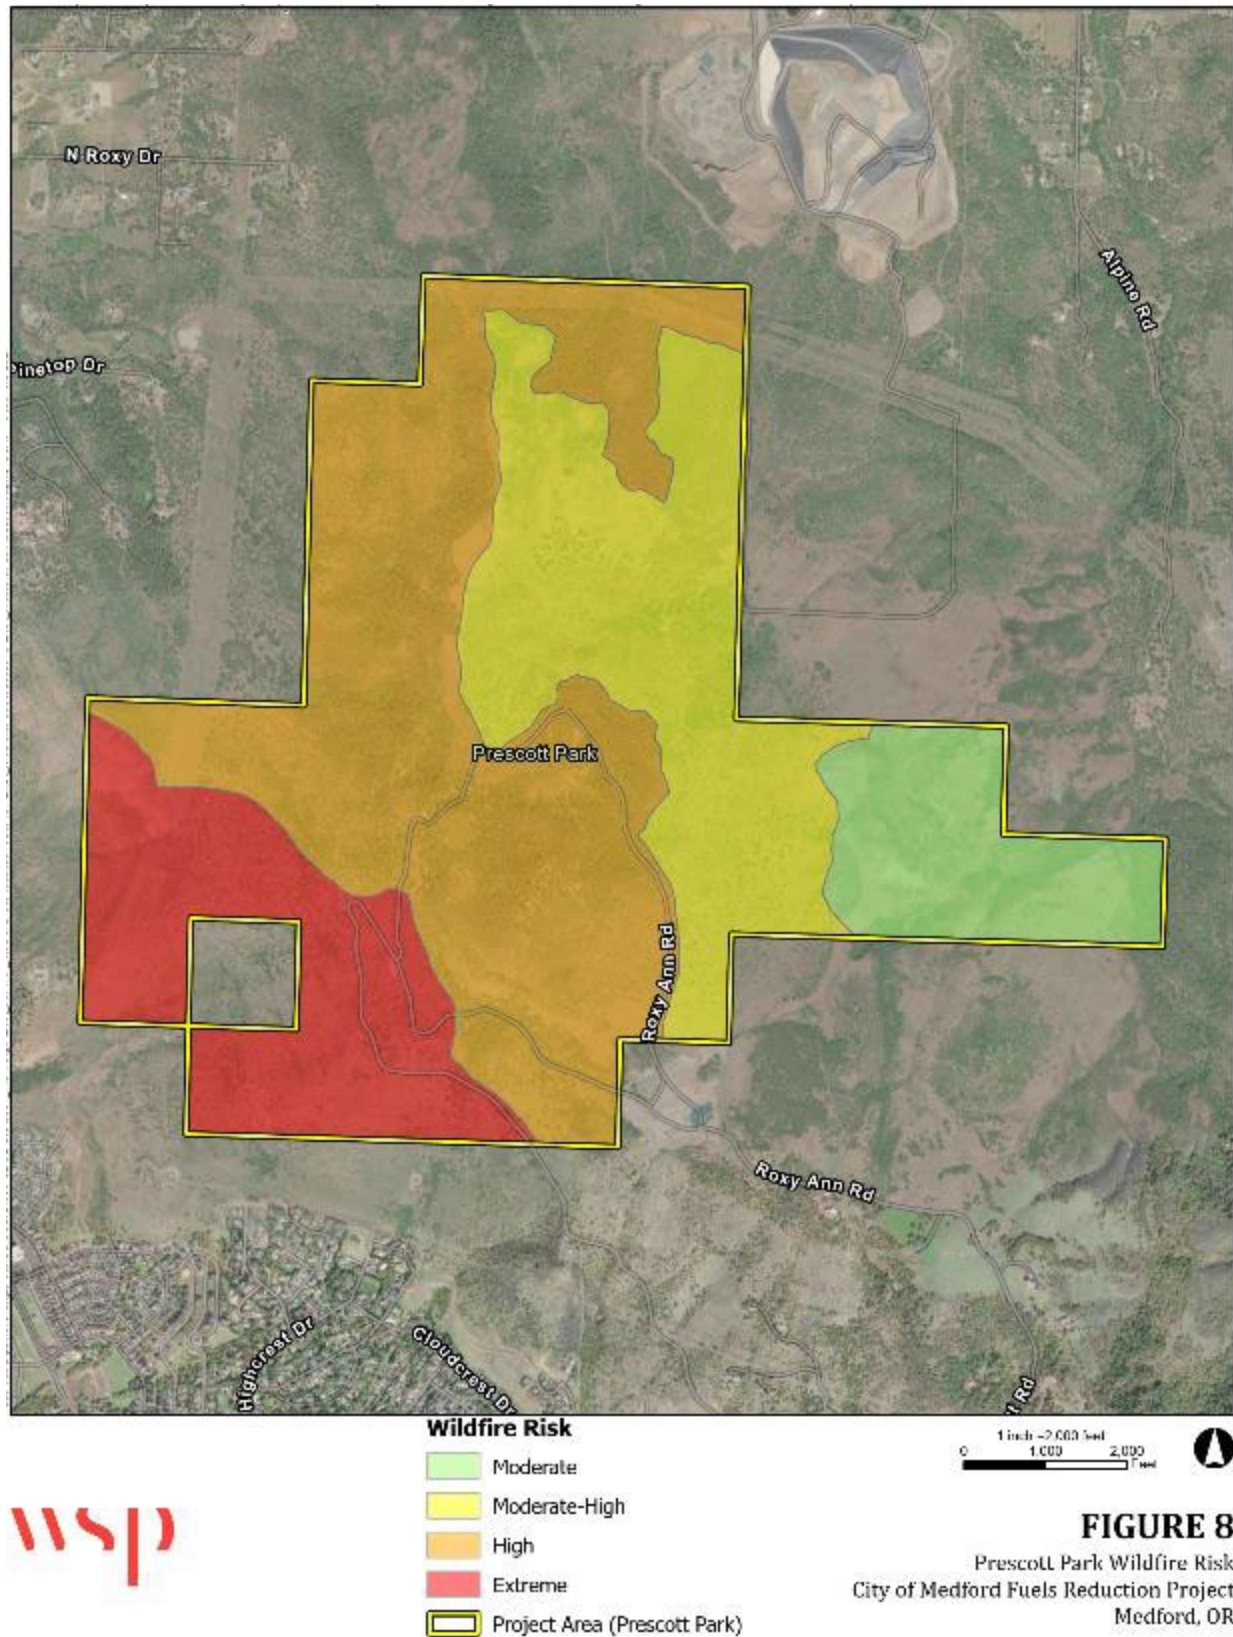 N Roxy Dr
Alpine Rd
Pinetop Dr
Prescott Park
Roxy Ann Rd
Roxy Ann Rd
Highcrest Dr
Cloudcrest Dr
t Rd
Wildfire Risk
Moderate
Moderate-High
High
Extreme
Project Area (Prescott Park)
1 inch =2,000 feet
0 1,000 2,000
Feet
wsp
FIGURE 8
Prescott Park Wildfire Risk
City of Medford Fuels Reduction Project
Medford, OR